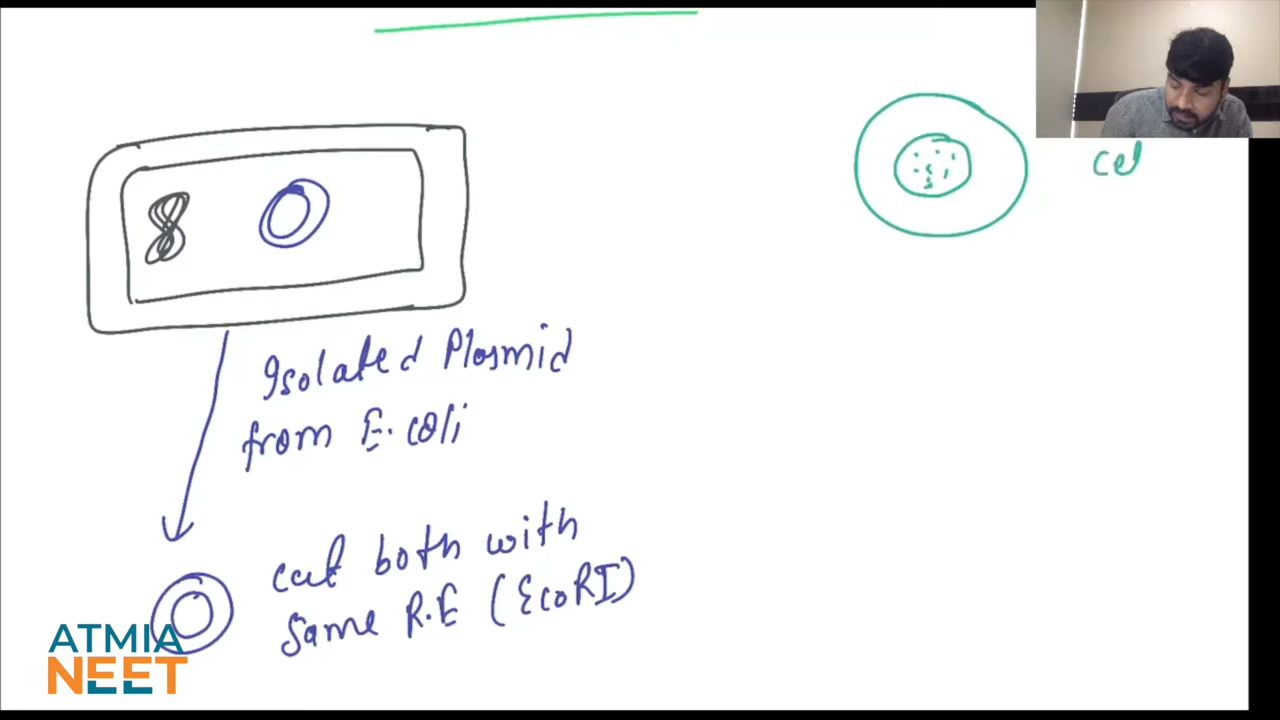 cel
Isolated Plasmid
from E. coli
cut both with
same R.E (EcoRI)
ATMIA
NEET